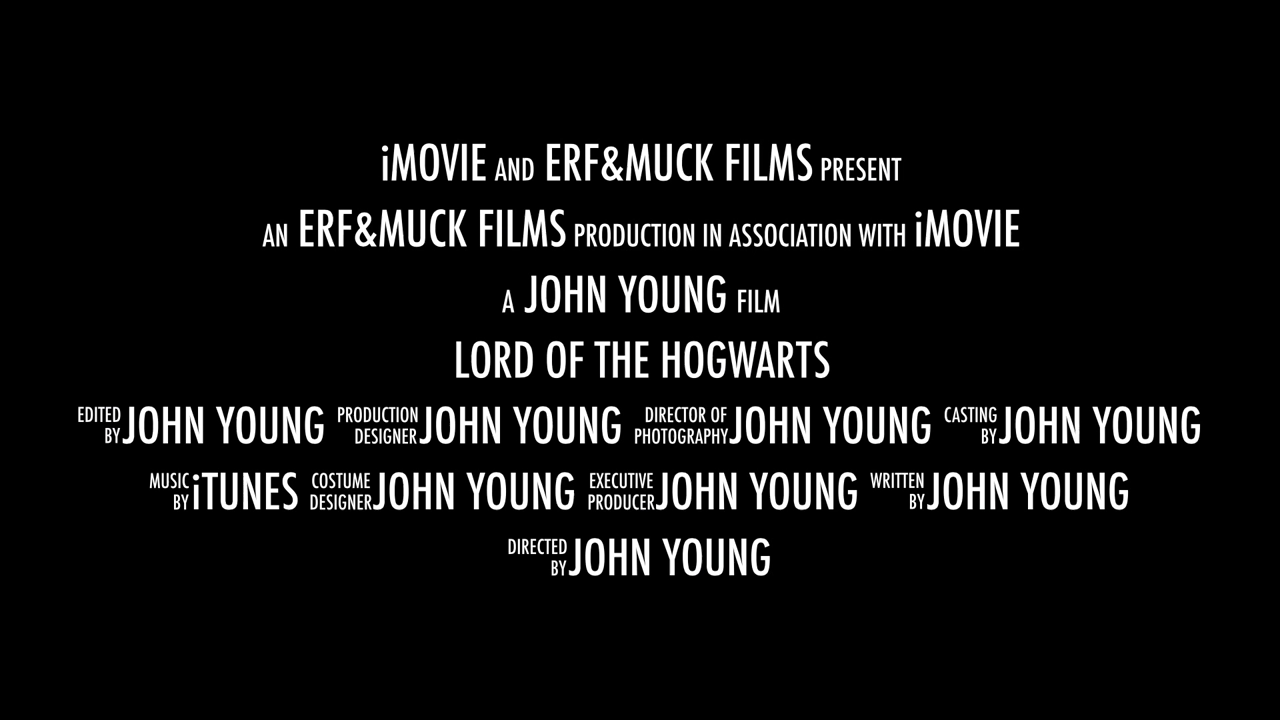 iMOVIE AND ERF&MUCK FILMS PRESENT
AN ERF&MUCK FILMS PRODUCTION IN ASSOCIATION WITH iMOVIE
A JOHN YOUNG FILM
LORD OF THE HOGWARTS
EDITED BY JOHN YOUNG PRODUCTION DESIGNER JOHN YOUNG DIRECTOR OF PHOTOGRAPHY JOHN YOUNG CASTING BY JOHN YOUNG
MUSIC BY iTUNES COSTUME DESIGNER JOHN YOUNG EXECUTIVE PRODUCER JOHN YOUNG WRITTEN BY JOHN YOUNG
DIRECTED BY JOHN YOUNG